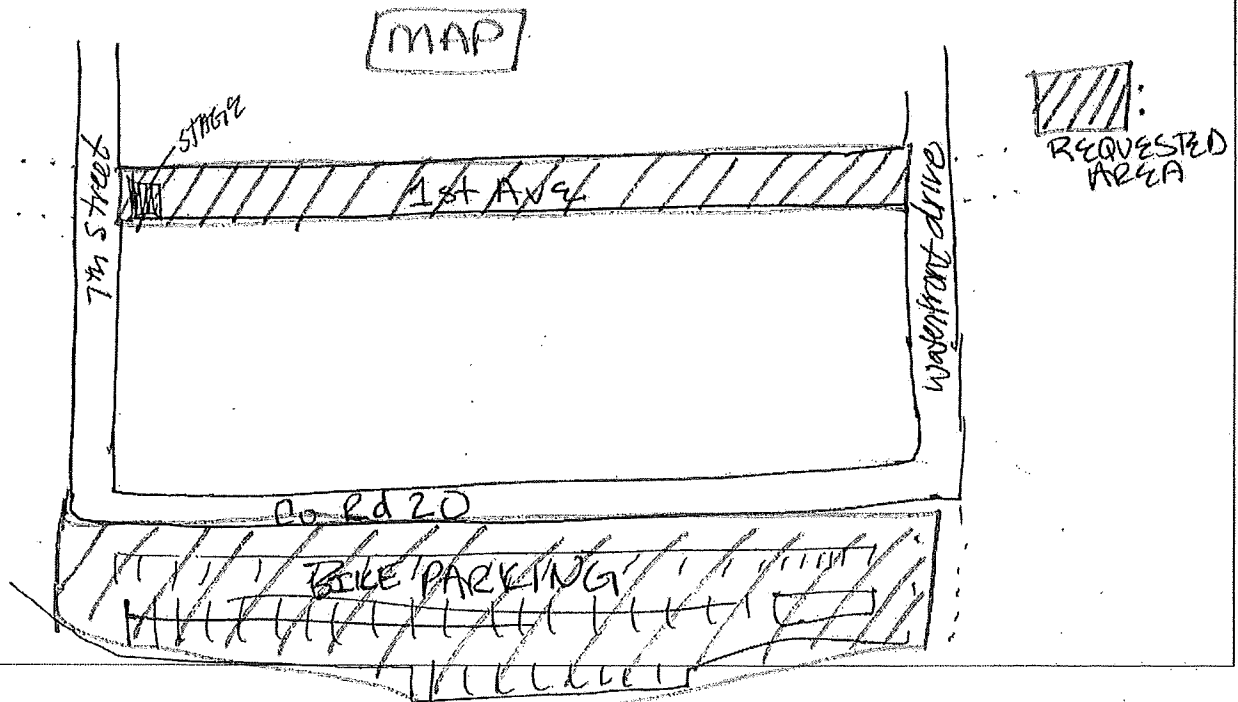 MAP
STAGE
REQUESTED
AREA
7th Street
1st Ave
Waterfront drive
Co Rd 20
BIKE PARKING